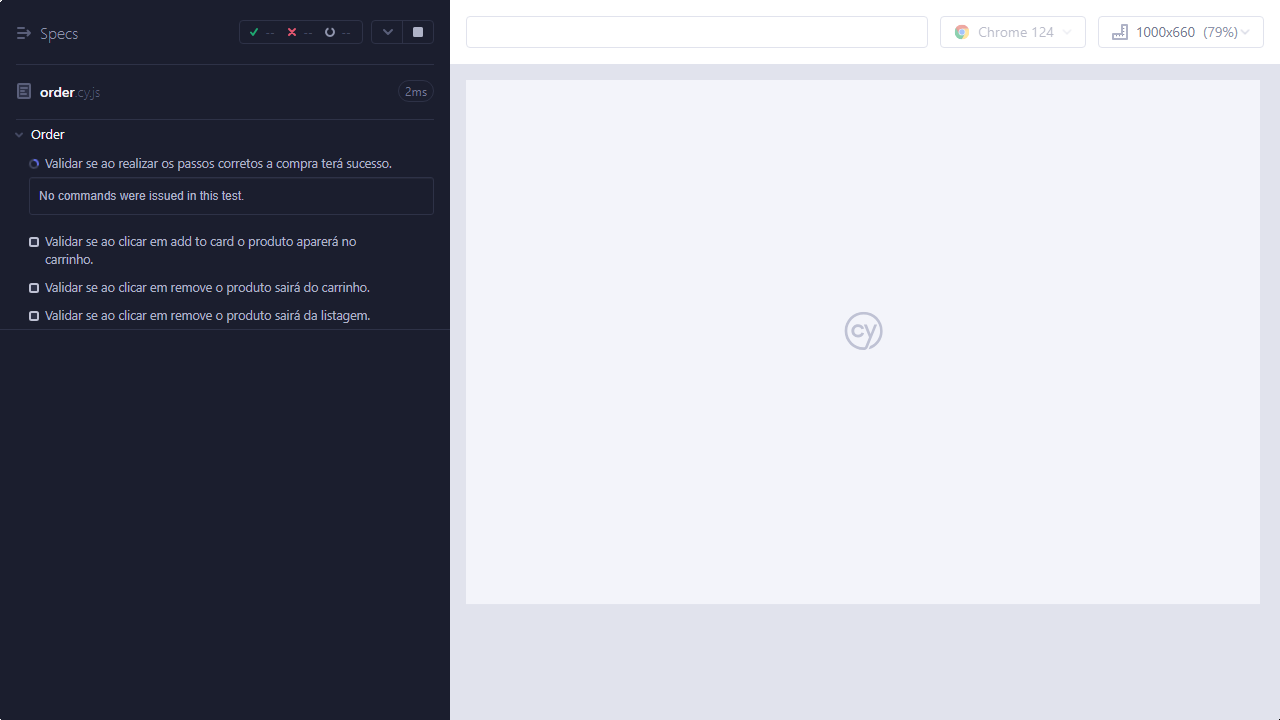 Specs
-- -- --
Chrome 124
1000x660 (79%)
order.cy.js
2ms
Order
Validar se ao realizar os passos corretos a compra terá sucesso.
No commands were issued in this test.
Validar se ao clicar em add to card o produto aparerá no
carrinho.
Validar se ao clicar em remove o produto sairá do carrinho.
Validar se ao clicar em remove o produto sairá da listagem.
cy